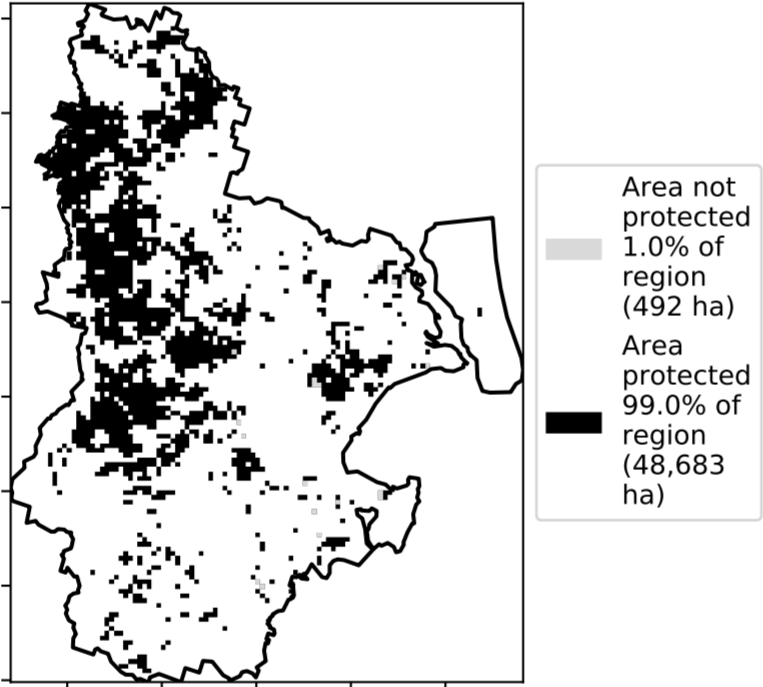 Area not
protected
1.0% of
region
(492 ha)
Area
protected
99.0% of
region
(48,683
ha)